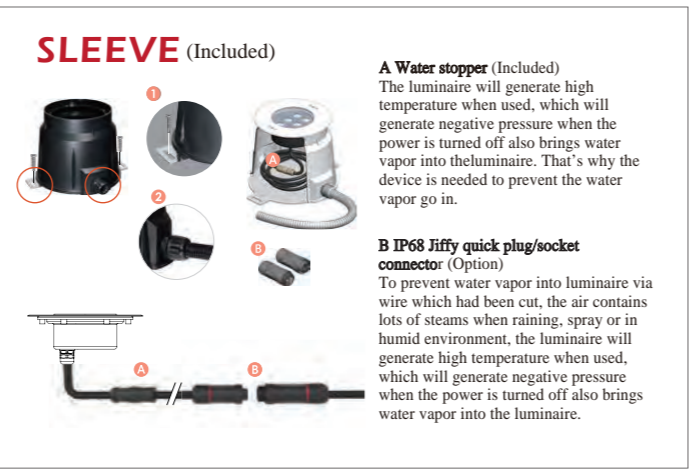 SLEEVE (Included)
1
A
2
B
A
B
A Water stopper (Included)
The luminaire will generate high
temperature when used, which will
generate negative pressure when the
power is turned off also brings water
vapor into theluminaire. That's why the
device is needed to prevent the water
vapor go in.
B IP68 Jiffy quick plug/socket
connector (Option)
To prevent water vapor into luminaire via
wire which had been cut, the air contains
lots of steams when raining, spray or in
humid environment, the luminaire will
generate high temperature when used,
which will generate negative pressure
when the power is turned off also brings
water vapor into the luminaire.